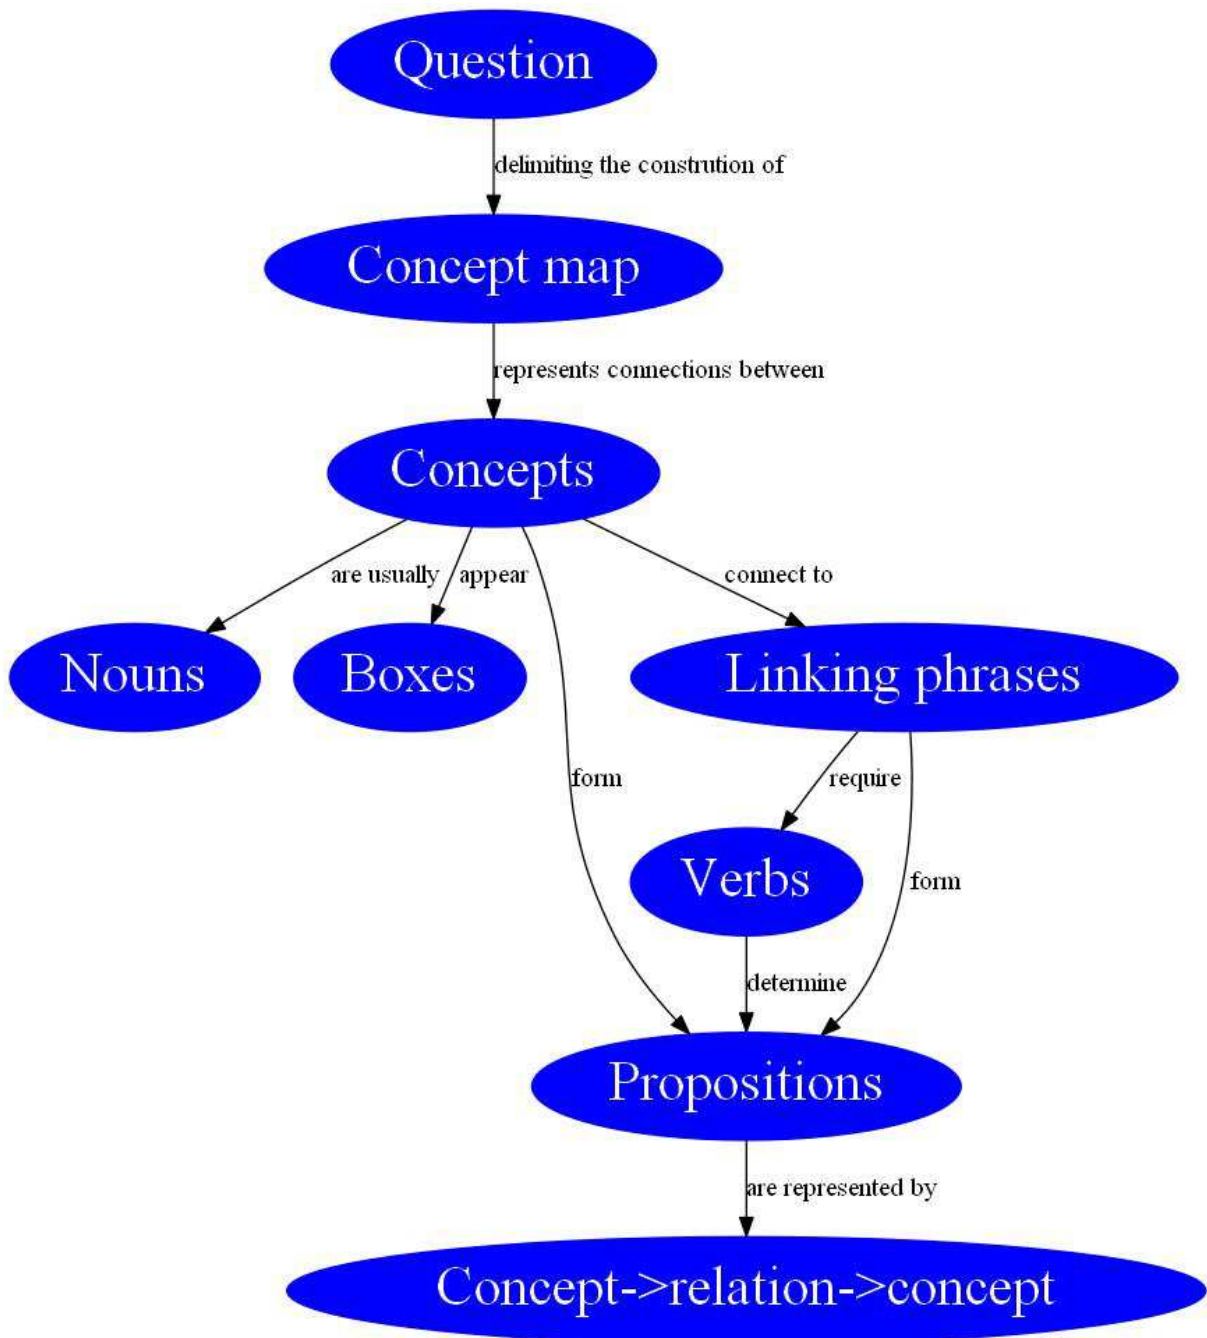 Question
delimiting the constrution of
Concept map
represents connections between
Concepts
are usually
appear
connect to
Nouns
Boxes
Linking phrases
form
require
Verbs
form
determine
Propositions
are represented by
Concept->relation->concept